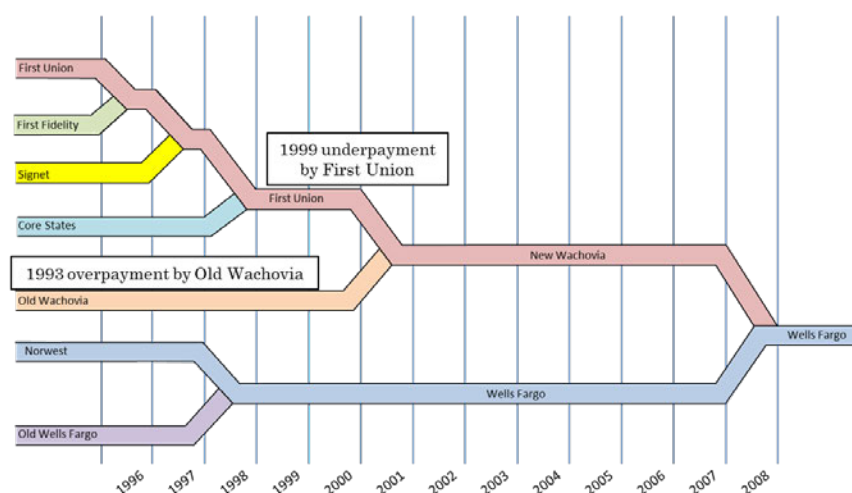 First Union
First Fidelity
Signet
1999 underpayment
by First Union
First Union
Core States
New Wachovia
1993 overpayment by Old Wachovia
Old Wachovia
Wells Fargo
Norwest
Wells Fargo
Old Wells Fargo
1996 1997 1998 1999 2000 2001 2002 2003 2004 2005 2006 2007 2008